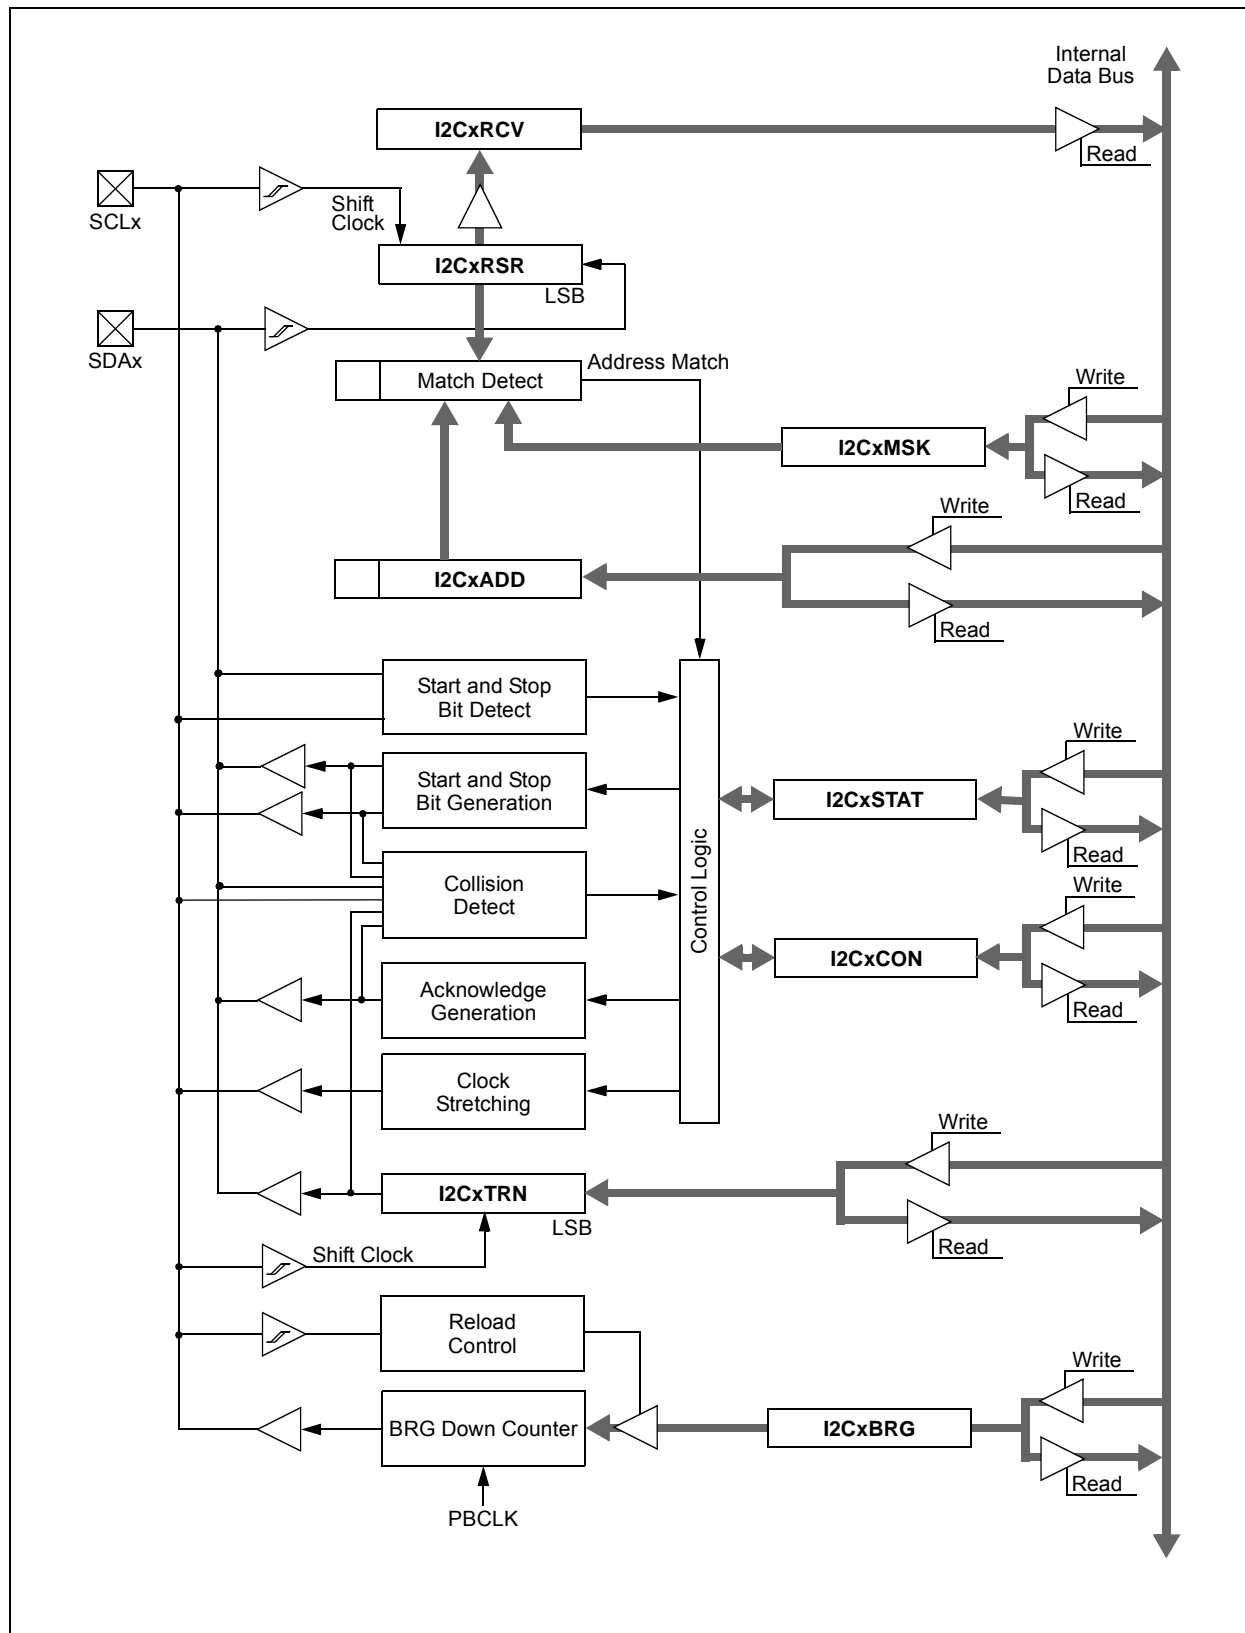 Internal
Data Bus
I2CxRCV
Read
SCLx
Shift
Clock
I2CxRSR
LSB
SDAx
Match Detect
Address Match
Write
I2CxMSK
Read
Write
I2CxADD
Read
Start and Stop
Bit Detect
Write
Start and Stop
Bit Generation
I2CxSTAT
Read
Control Logic
Collision
Detect
Write
I2CxCON
Read
Acknowledge
Generation
Clock
Stretching
Write
I2CxTRN
LSB
Read
Shift Clock
Reload
Control
Write
BRG Down Counter
I2CxBRG
Read
PBCLK